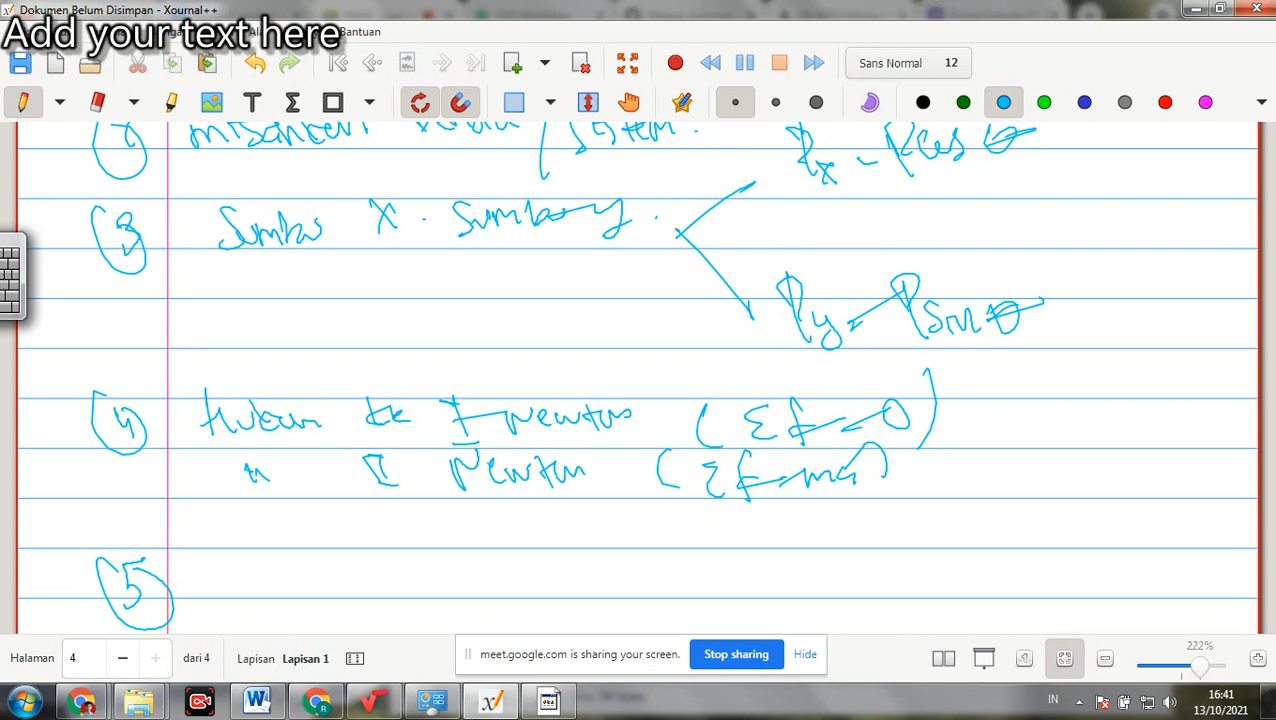 Dokumen Belum Disimpan - Xournal++
Add your text here
Bantuan
Sans Normal 12
Px = Pcos θ
3 Sumbu X . Sumbu y .
Py = P sin θ
4 Hukum ke I Newton ( Σf = 0 )
" II Newton ( Σf = ma )
5
meet.google.com is sharing your screen.
Stop sharing
Hide
Halaman 4 dari 4
Lapisan Lapisan 1
222%
IN
16:41
13/10/2021